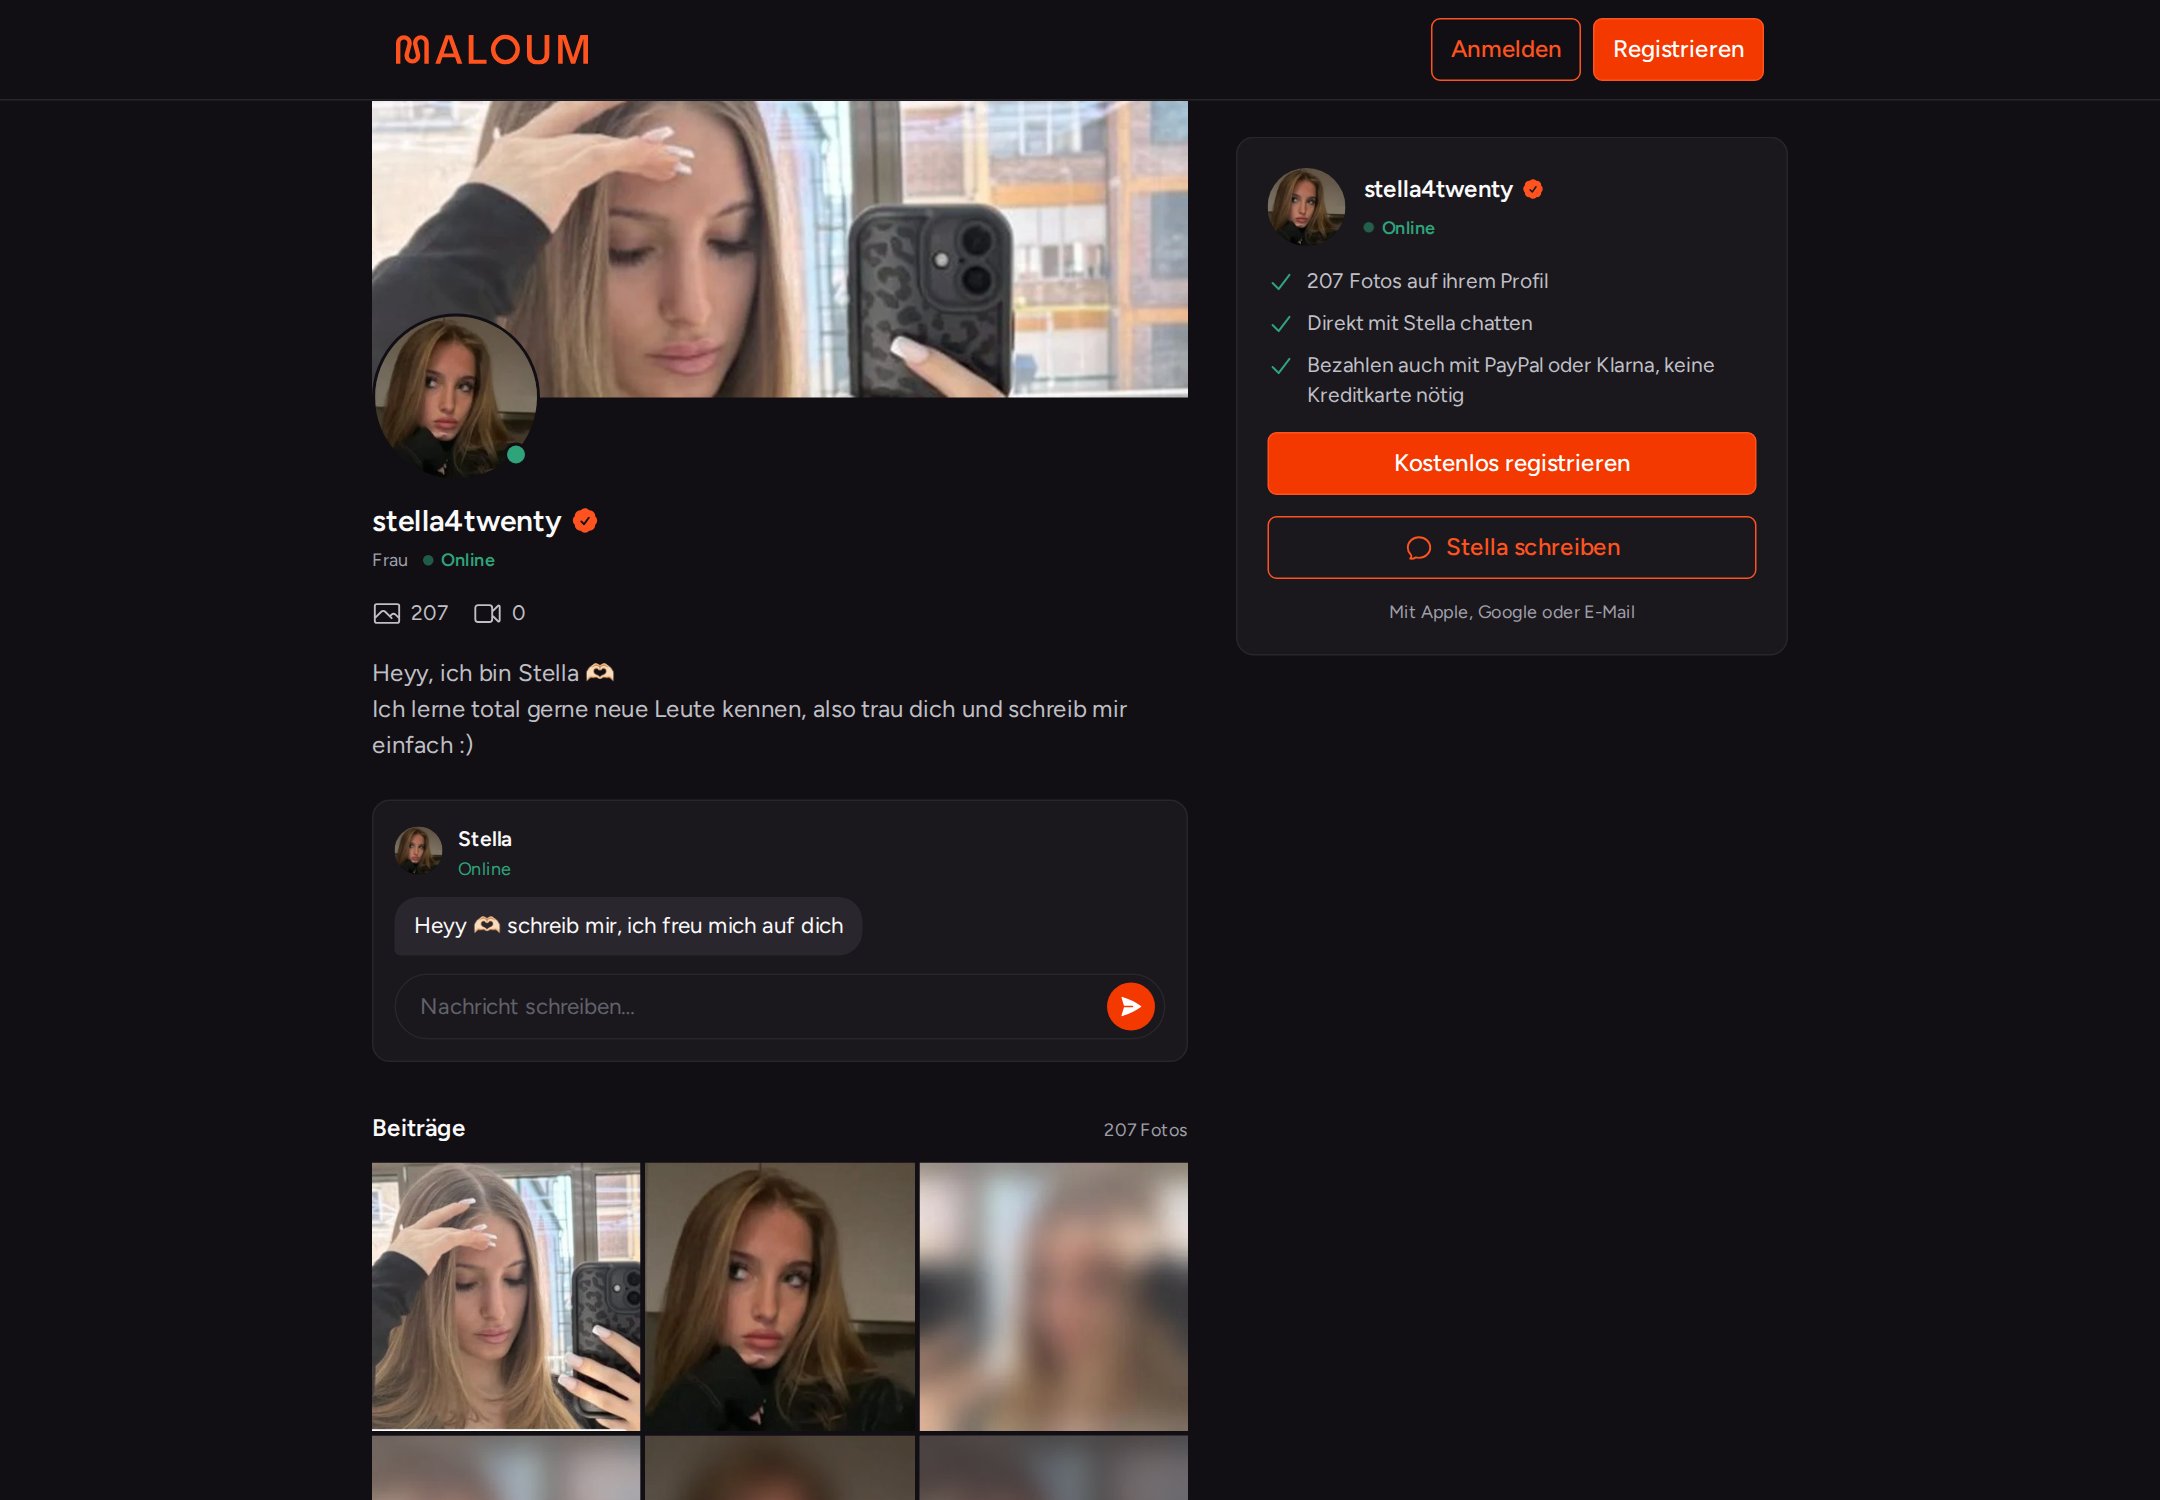 MALOUM
Anmelden
Registrieren
stella4twenty
Frau Online
207 0
Heyy, ich bin Stella 🫶🏻
Ich lerne total gerne neue Leute kennen, also trau dich und schreib mir
einfach :)
Stella
Online
Heyy 🫶🏻 schreib mir, ich freu mich auf dich
Nachricht schreiben...
Beiträge
207 Fotos
stella4twenty
Online
207 Fotos auf ihrem Profil
Direkt mit Stella chatten
Bezahlen auch mit PayPal oder Klarna, keine
Kreditkarte nötig
Kostenlos registrieren
Stella schreiben
Mit Apple, Google oder E-Mail